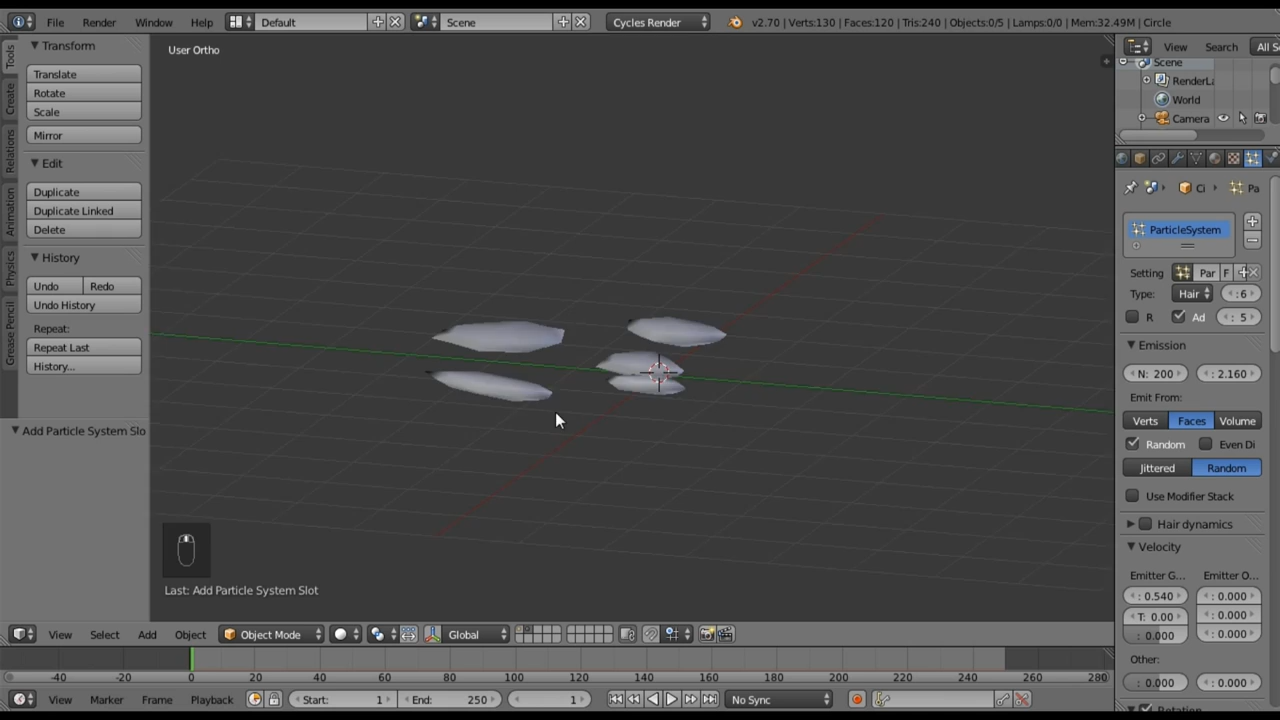 File Render Window Help Default Scene Cycles Render v2.70 | Verts:130 | Faces:120 | Tris:240 | Objects:0/5 | Lamps:0/0 | Mem:32.49M | Circle
Tools
Create
Relations
Animation
Physics
Grease Pencil
Transform
Translate
Rotate
Scale
Mirror
Edit
Duplicate
Duplicate Linked
Delete
History
Undo Redo
Undo History
Repeat:
Repeat Last
History...
Add Particle System Slo
User Ortho
Last: Add Particle System Slot
View Search All S
Scene
RenderLa
World
Camera
Ci Pa
ParticleSystem
Setting Par F
Type: Hair :6
R Ad : 5
Emission
N: 200 : 2.160
Emit From:
Verts Faces Volume
Random Even Di
Jittered Random
Use Modifier Stack
Hair dynamics
Velocity
Emitter G... Emitter O...
: 0.540 : 0.000
T: 0.00 : 0.000
: 0.000 : 0.000
Other:
: 0.000 : 0.000
Rotation
View Select Add Object Object Mode Global
-40 -20 0 20 40 60 80 100 120 140 160 180 200 220 240 260 280
View Marker Frame Playback Start: 1 End: 250 1 No Sync